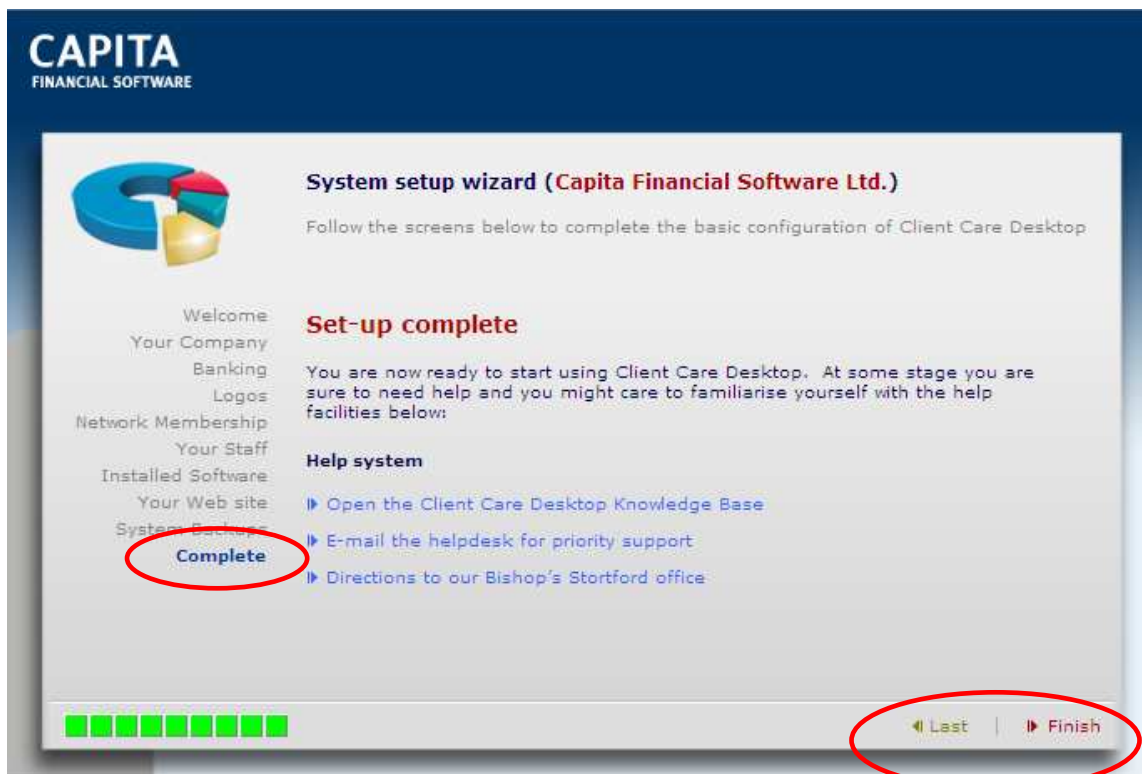 CAPITA
FINANCIAL SOFTWARE
System setup wizard (Capita Financial Software Ltd.)
Follow the screens below to complete the basic configuration of Client Care Desktop
Welcome
Your Company
Banking
Logos
Network Membership
Your Staff
Installed Software
Your Web site
System Backups
Complete
Set-up complete
You are now ready to start using Client Care Desktop. At some stage you are
sure to need help and you might care to familiarise yourself with the help
facilities below:
Help system
Open the Client Care Desktop Knowledge Base
E-mail the helpdesk for priority support
Directions to our Bishop's Stortford office
Last | Finish